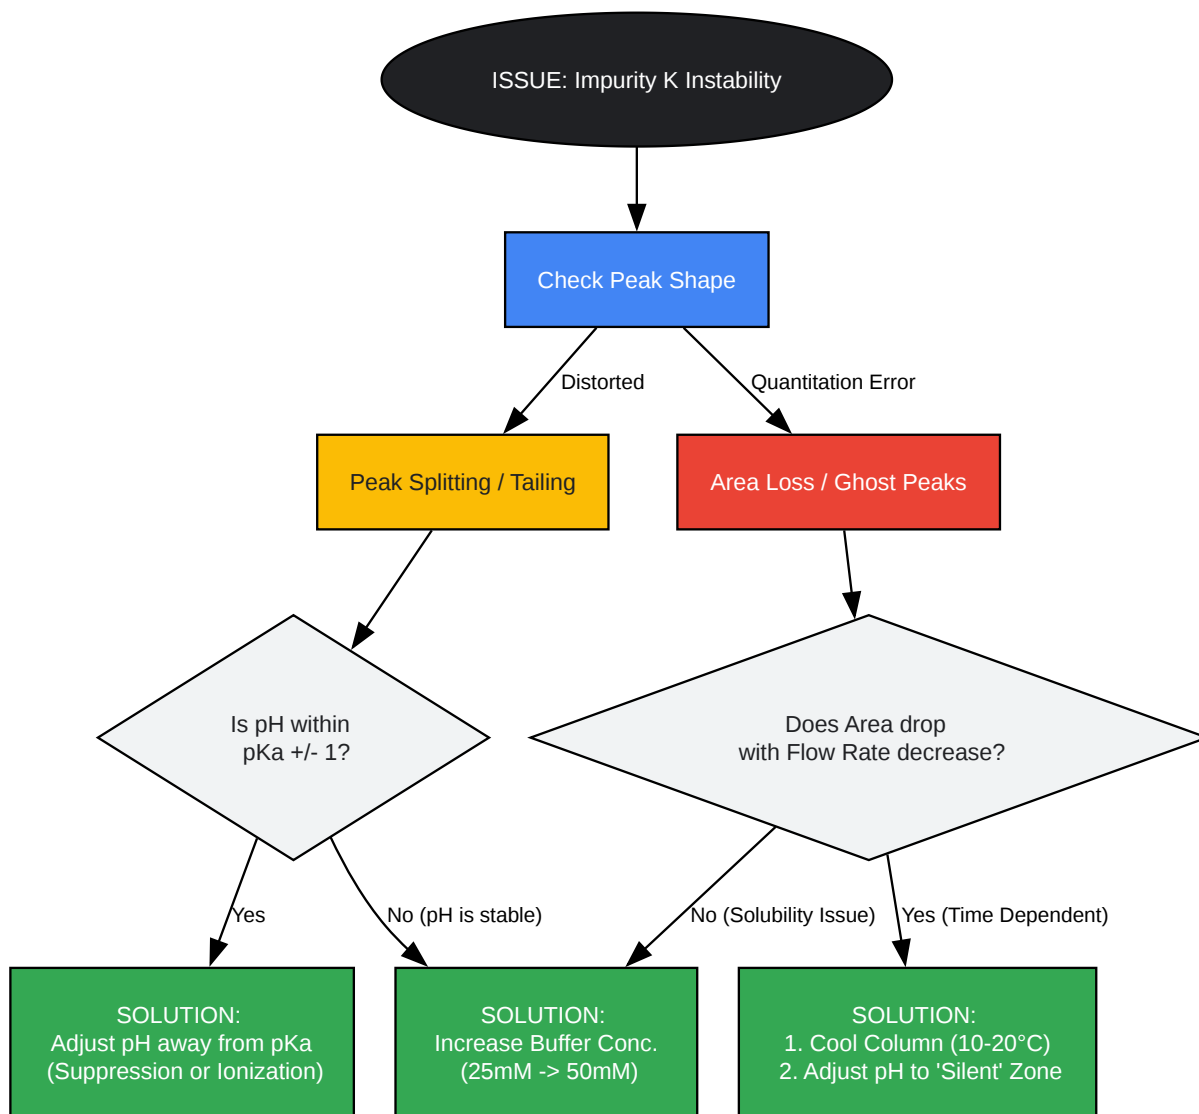 ISSUE: Impurity K Instability
Check Peak Shape
Distorted
Quantitation Error
Peak Splitting / Tailing
Area Loss / Ghost Peaks
Is pH within
pKa +/- 1?
Does Area drop
with Flow Rate decrease?
Yes
No (pH is stable)
No (Solubility Issue)
Yes (Time Dependent)
SOLUTION:
Adjust pH away from pKa
(Suppression or Ionization)
SOLUTION:
Increase Buffer Conc.
(25mM -> 50mM)
SOLUTION:
1. Cool Column (10-20°C)
2. Adjust pH to 'Silent' Zone